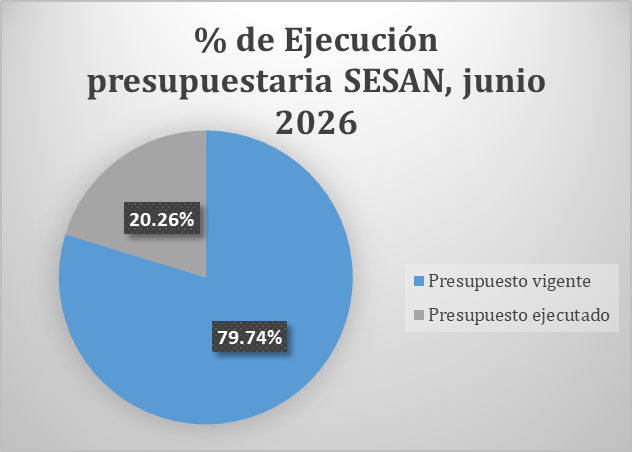 % de Ejecución
presupuestaria SESAN, junio
2026
20.26%
79.74%
Presupuesto vigente
Presupuesto ejecutado